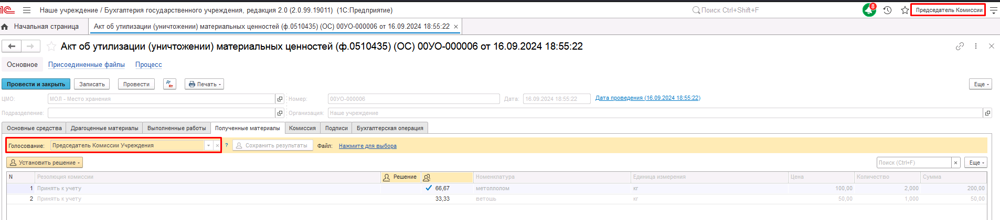 1С Наше учреждение / Бухгалтерия государственного учреждения, редакция 2.0 (2.0.99.19011) (1С:Предприятие) Поиск Ctrl+Shift+F 8 Председатель Комиссии
Начальная страница Акт об утилизации (уничтожении) материальных ценностей (ф.0510435) (ОС) 00УО-000006 от 16.09.2024 18:55:22 ×
Акт об утилизации (уничтожении) материальных ценностей (ф.0510435) (ОС) 00УО-000006 от 16.09.2024 18:55:22
Основное Присоединенные файлы Процесс
Провести и закрыть Записать Провести Дт Кт Печать Еще
ЦМО: МОЛ - Место хранения Номер: 00УО-000006 Дата: 16.09.2024 18:55:22 Дата проведения (16.09.2024 18:55:22)
Подразделение: Организация: Наше учреждение
Основные средства Драгоценные материалы Выполненные работы Полученные материалы Комиссия Подписи Бухгалтерская операция
Голосование: Председатель Комиссии Учреждения × ? Сохранить результаты Файл: Нажмите для выбора
Установить решение Поиск (Ctrl+F) × Еще
N Резолюция комиссии Решение Номенклатура Единица измерения Цена Количество Сумма
1 Принять к учету 66,67 метоллолом кг 100,00 2,000 200,00
2 Принять к учету 33,33 ветошь кг 50,00 1,000 50,00